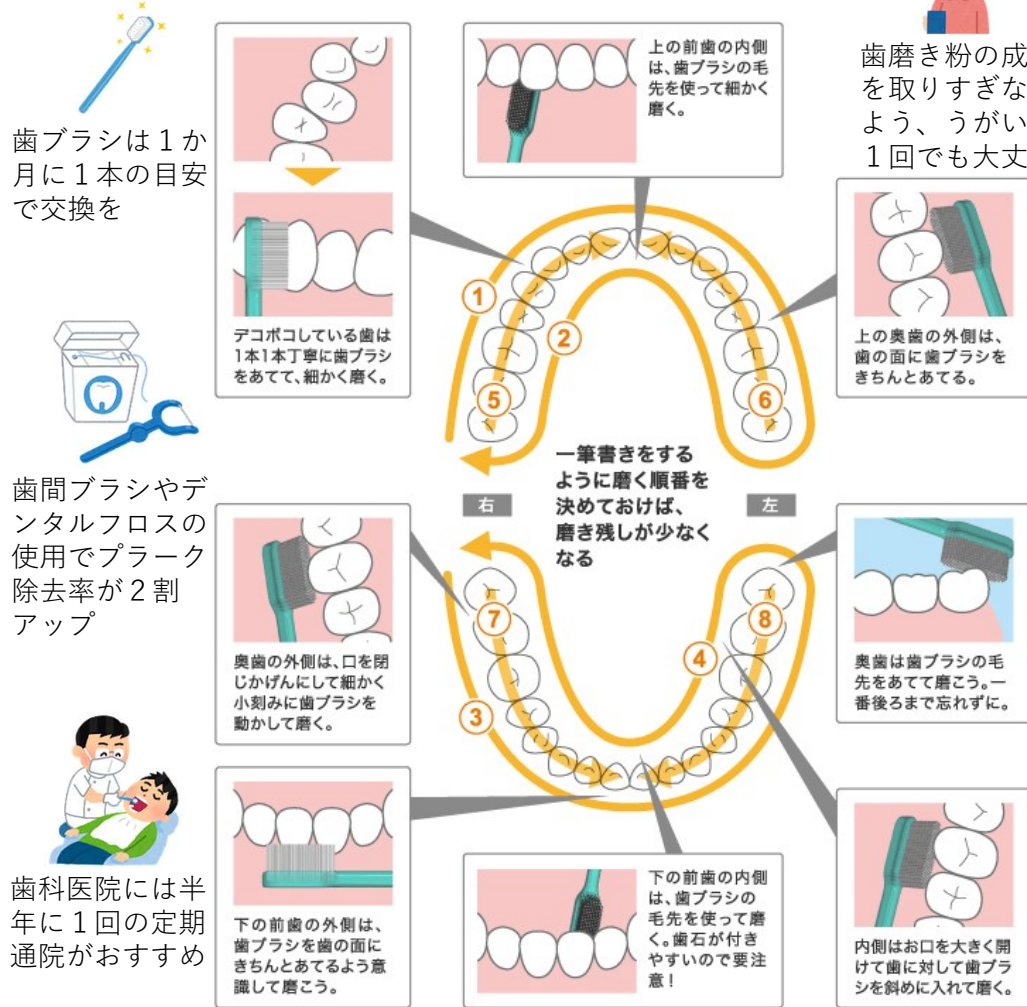 歯ブラシは１か
月に１本の目安
で交換を
デコボコしている歯は
1本1本丁寧に歯ブラシ
をあてて、細かく磨く。
上の前歯の内側
は、歯ブラシの毛
先を使って細かく
磨く。
歯磨き粉の成
を取りすぎな
よう、うがい
１回でも大丈
上の奥歯の外側は、
歯の面に歯ブラシを
きちんとあてる。
①
②
⑤
⑥
一筆書きをする
ように磨く順番を
決めておけば、
磨き残しが少なく
なる
右
左
歯間ブラシやデ
ンタルフロスの
使用でプラーク
除去率が２割
アップ
奥歯の外側は、口を閉
じかげんにして細かく
小刻みに歯ブラシを
動かして磨く。
⑦
⑧
④
③
奥歯は歯ブラシの毛
先をあてて磨こう。一
番後ろまで忘れずに。
歯科医院には半
年に１回の定期
通院がおすすめ
下の前歯の外側は、
歯ブラシを歯の面に
きちんとあてるよう意
識して磨こう。
下の前歯の内側
は、歯ブラシの
毛先を使って磨
く。歯石が付き
やすいので要注
意！
内側はお口を大きく開
けて歯に対して歯ブラ
シを斜めに入れて磨く。